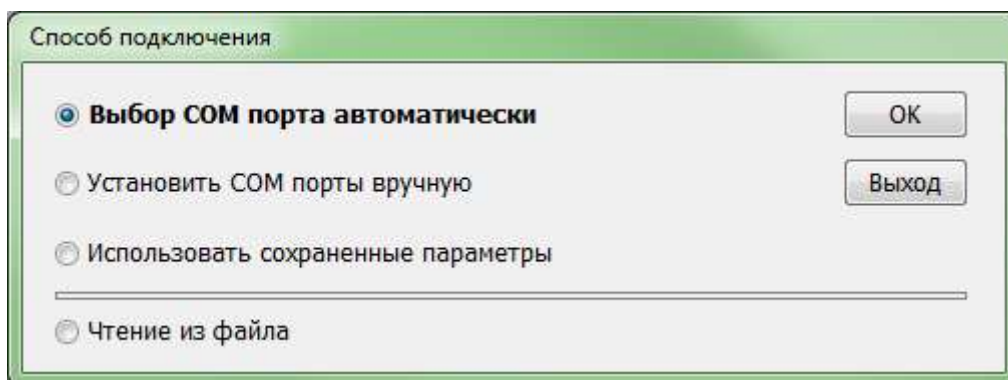 Способ подключения
Выбор COM порта автоматически
OK
Установить COM порты вручную
Выход
Использовать сохраненные параметры
Чтение из файла